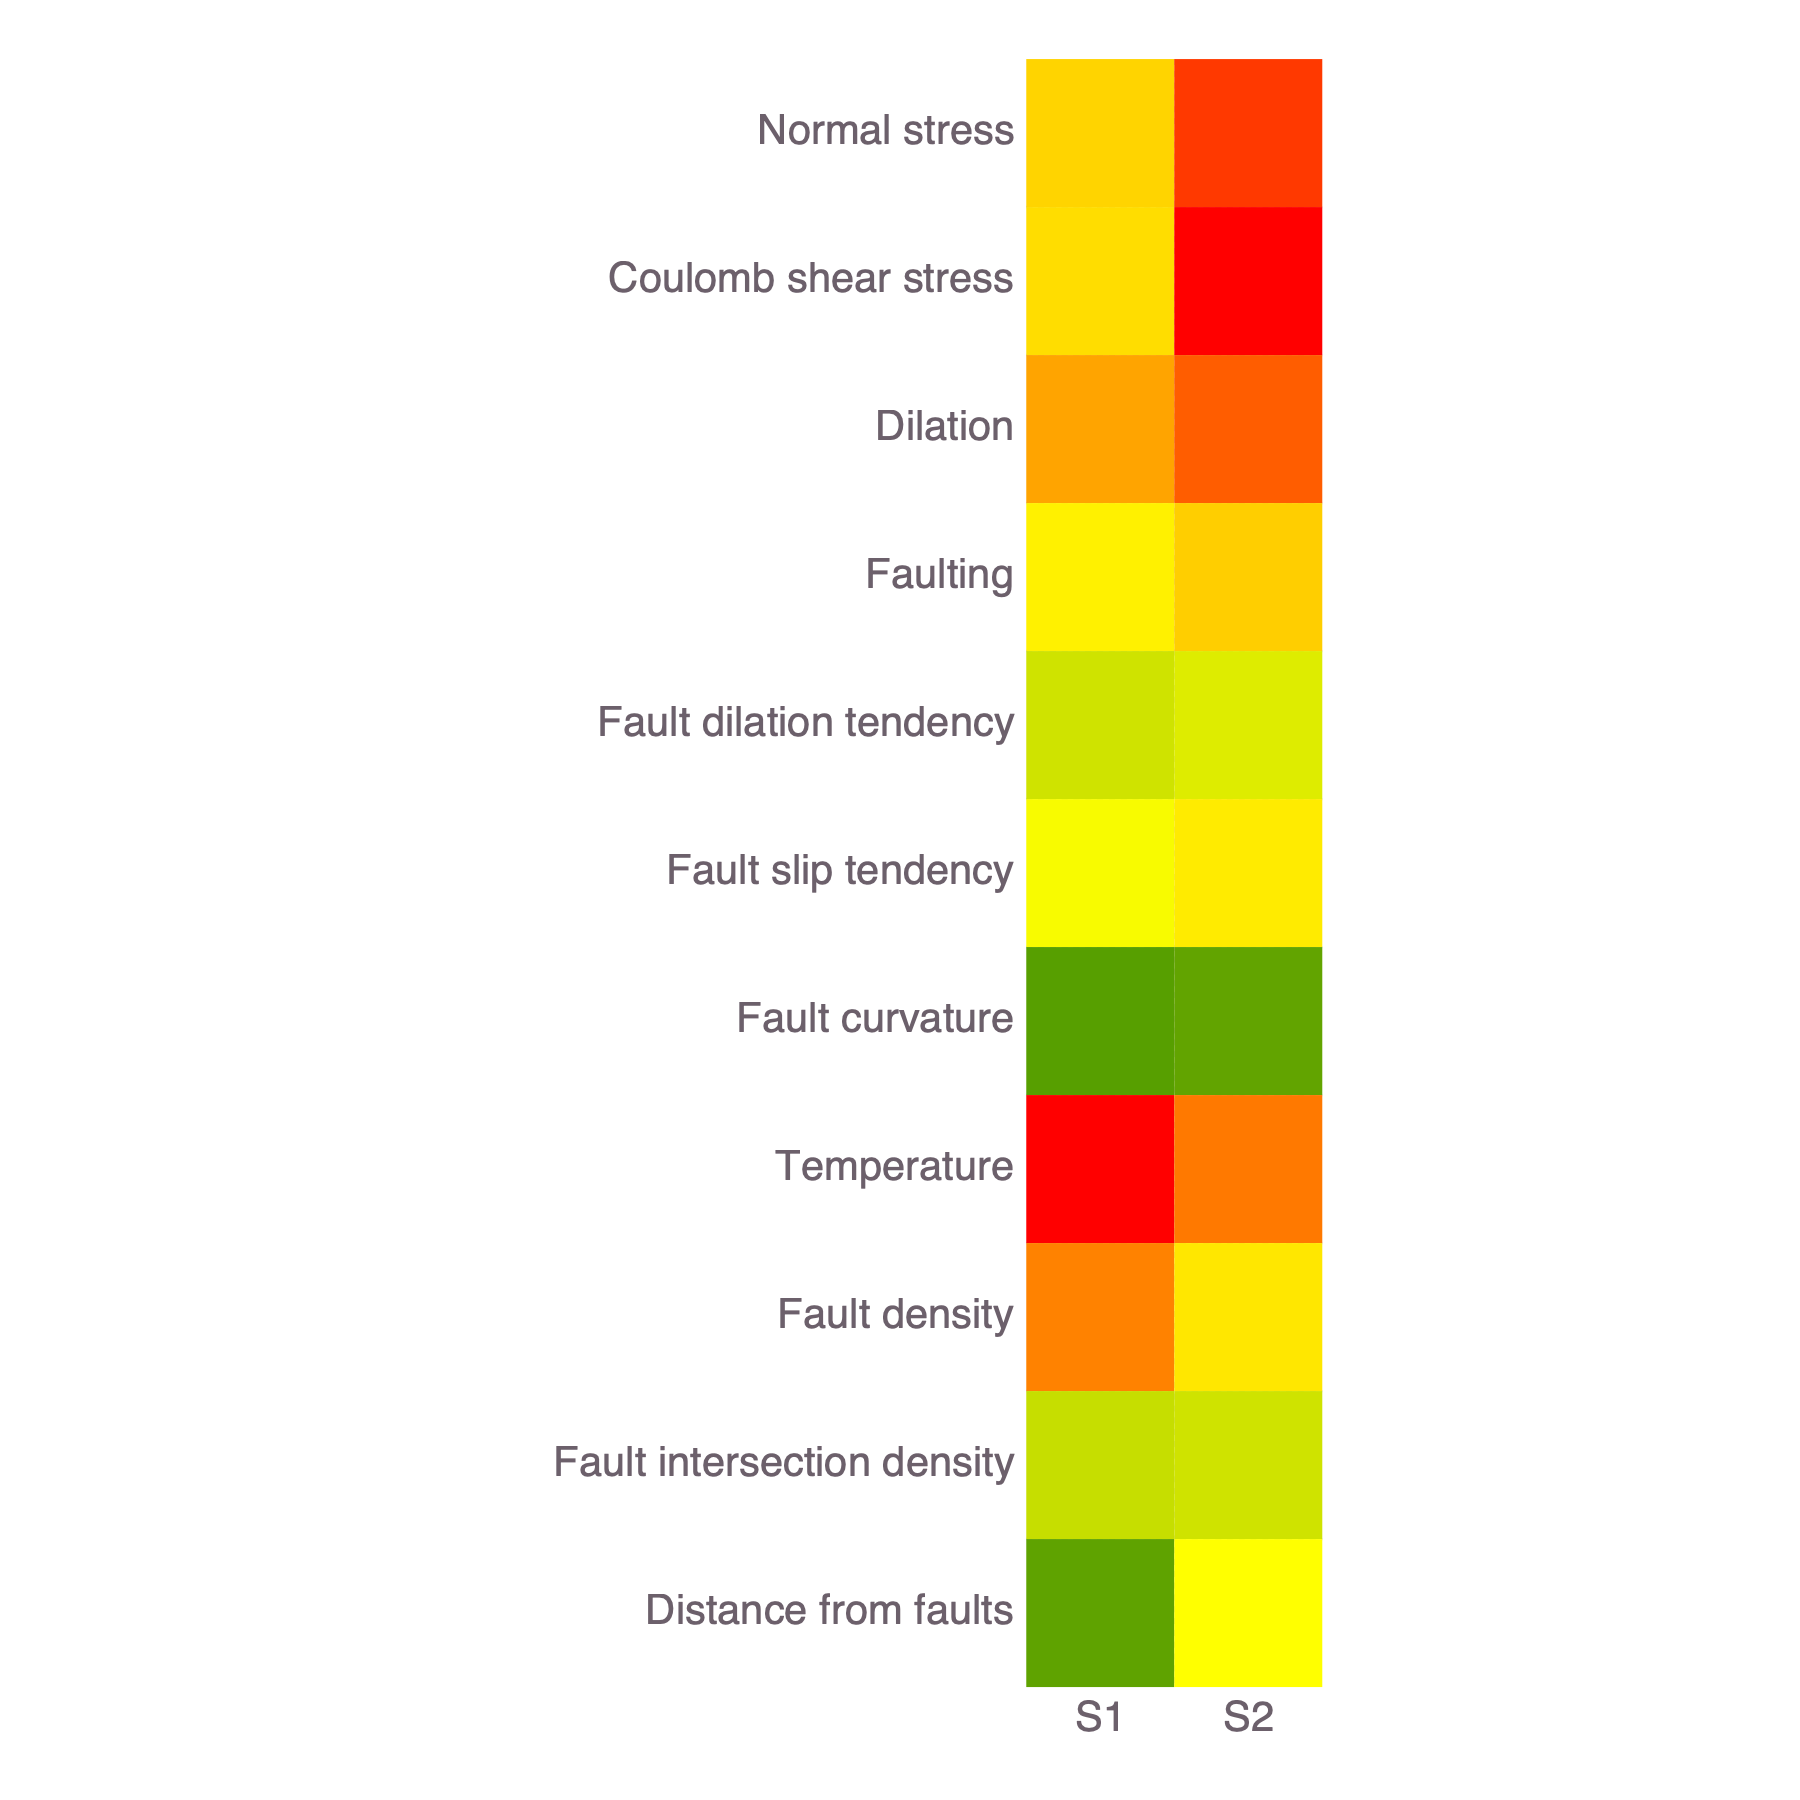 Normal stress
Coulomb shear stress
Dilation
Faulting
Fault dilation tendency
Fault slip tendency
Fault curvature
Temperature
Fault density
Fault intersection density
Distance from faults
S1 S2